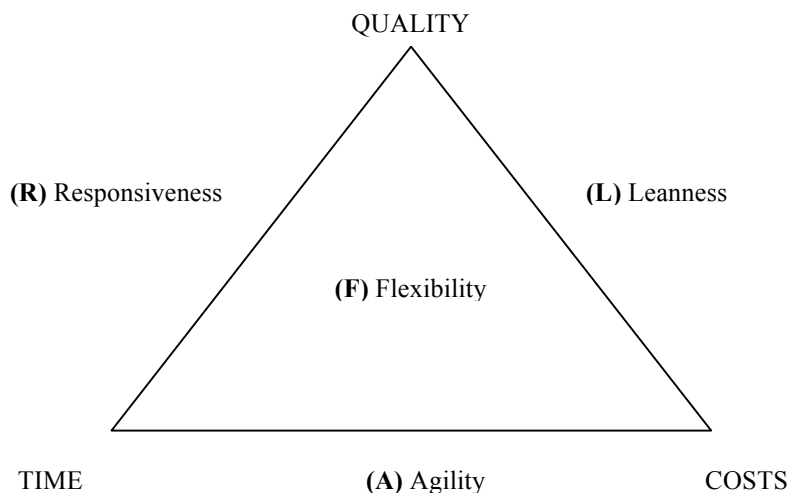 QUALITY
(R) Responsiveness
(L) Leanness
(F) Flexibility
TIME
(A) Agility
COSTS